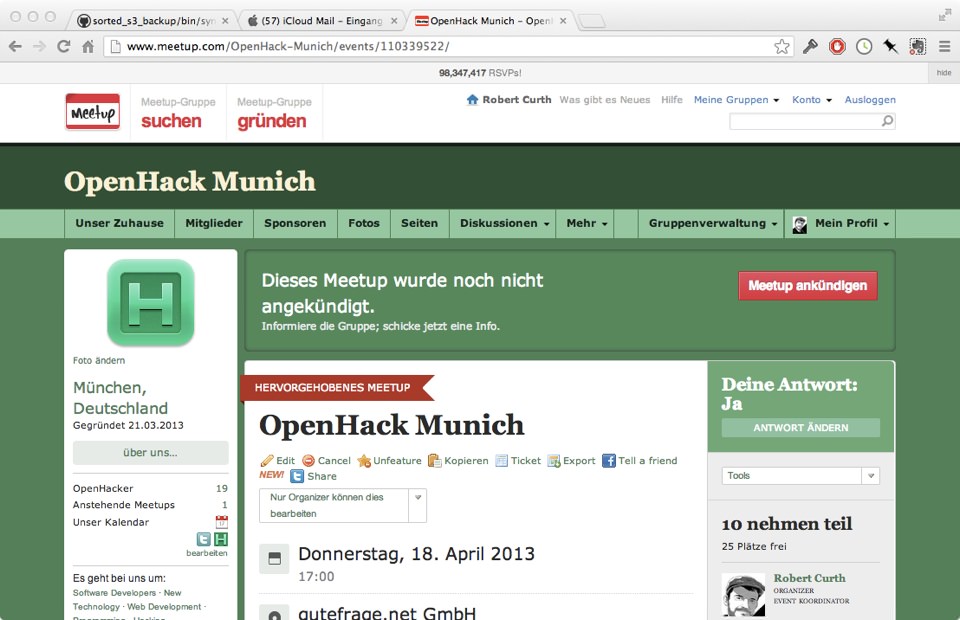 sorted_s3_backup/bin/syn
(57) iCloud Mail – Eingang
OpenHack Munich – Open
www.meetup.com/OpenHack-Munich/events/110339522/
98,347,417 RSVPs!
hide
Meetup
Meetup-Gruppe
suchen
Meetup-Gruppe
gründen
Robert Curth Was gibt es Neues Hilfe Meine Gruppen Konto Ausloggen
OpenHack Munich
Unser Zuhause Mitglieder Sponsoren Fotos Seiten Diskussionen Mehr Gruppenverwaltung Mein Profil
H
Foto ändern
München,
Deutschland
Gegründet 21.03.2013
über uns...
OpenHacker 19
Anstehende Meetups 1
Unser Kalendar
bearbeiten
Es geht bei uns um:
Software Developers · New
Technology · Web Development ·
Programming · Hacking
Dieses Meetup wurde noch nicht
angekündigt.
Informiere die Gruppe; schicke jetzt eine Info.
Meetup ankündigen
HERVORGEHOBENES MEETUP
OpenHack Munich
Edit Cancel Unfeature Kopieren Ticket Export Tell a friend
NEW! Share
Nur Organizer können dies
bearbeiten
Donnerstag, 18. April 2013
17:00
gutefrage.net GmbH
Deine Antwort:
Ja
ANTWORT ÄNDERN
Tools
10 nehmen teil
25 Plätze frei
Robert Curth
ORGANIZER
EVENT KOORDINATOR